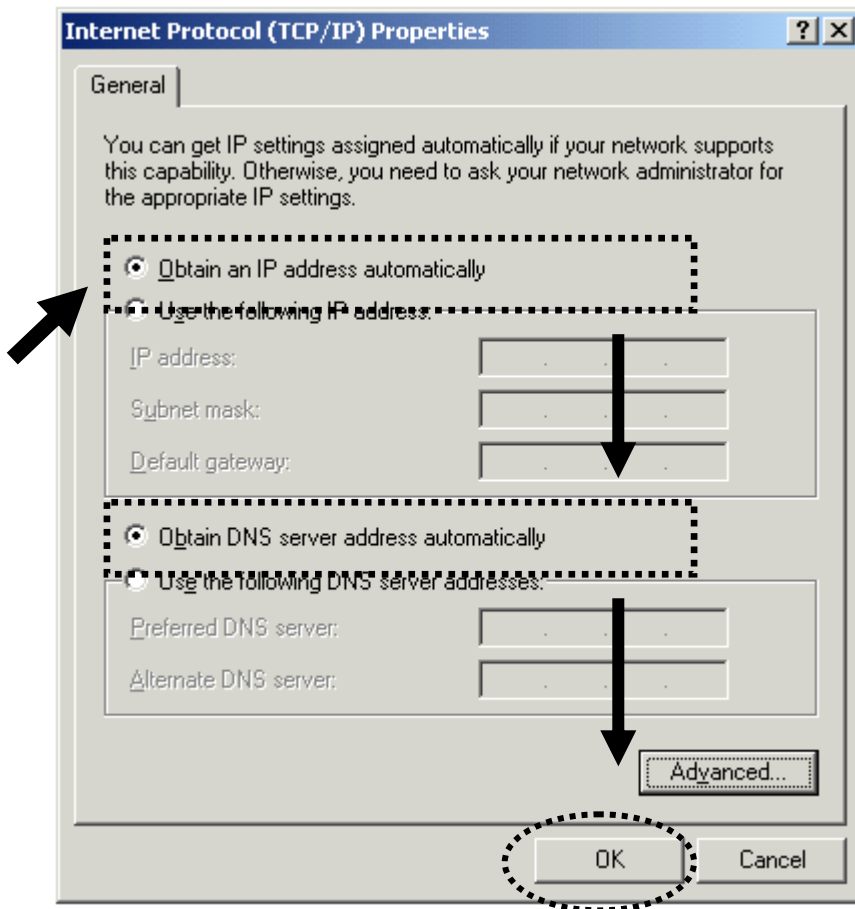 Internet Protocol (TCP/IP) Properties
General
You can get IP settings assigned automatically if your network supports
this capability. Otherwise, you need to ask your network administrator for
the appropriate IP settings.
Obtain an IP address automatically
Use the following IP address:
IP address:
Subnet mask:
Default gateway:
Obtain DNS server address automatically
Use the following DNS server addresses:
Preferred DNS server:
Alternate DNS server:
Advanced...
OK
Cancel